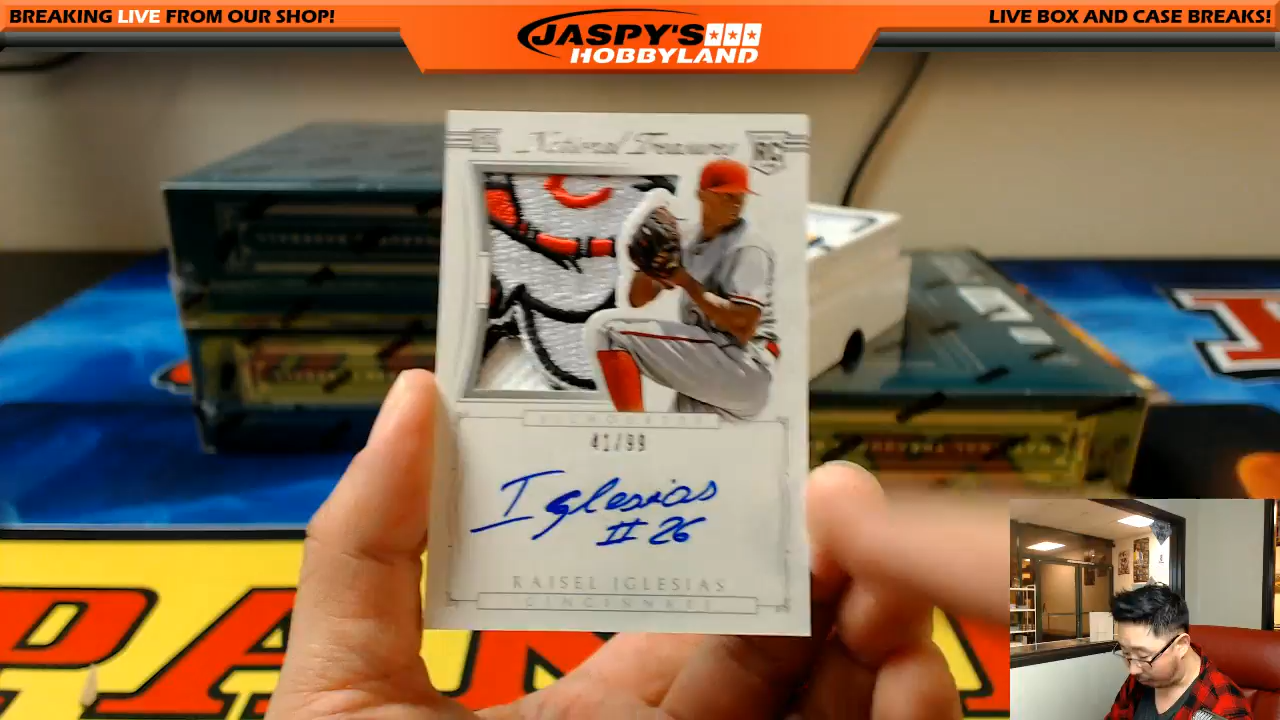 BREAKING LIVE FROM OUR SHOP!
JASPY'S
HOBBYLAND
LIVE BOX AND CASE BREAKS!
National Treasures
RC
SIGNATURES
41/99
Iglesias
#26
RAISEL IGLESIAS
CINCINNATI